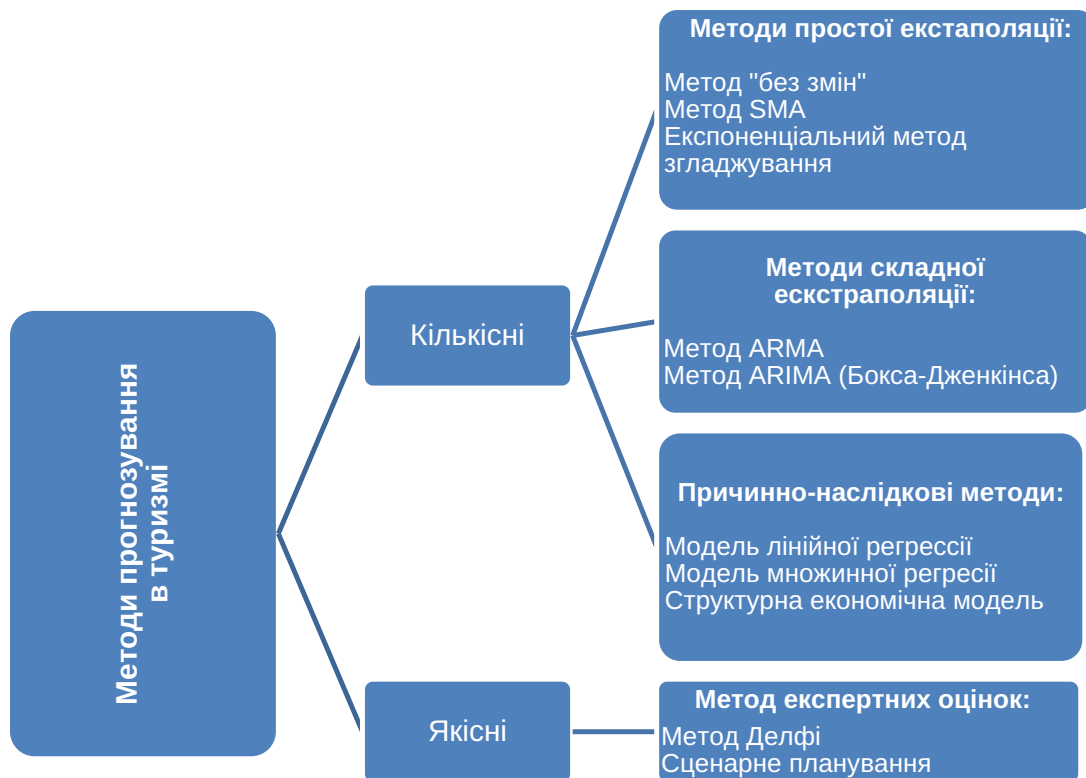 Методи прогнозування
в туризмі
Кількісні
Методи простої екстаполяції:
Метод "без змін"
Метод SMA
Експоненціальний метод
згладжування
Методи складної
ескстраполяції:
Метод ARMA
Метод ARIMA (Бокса-Дженкінса)
Причинно-наслідкові методи:
Модель лінійної регрессії
Модель множинної регресії
Структурна економічна модель
Якісні
Метод експертних оцінок:
Метод Делфі
Сценарне планування